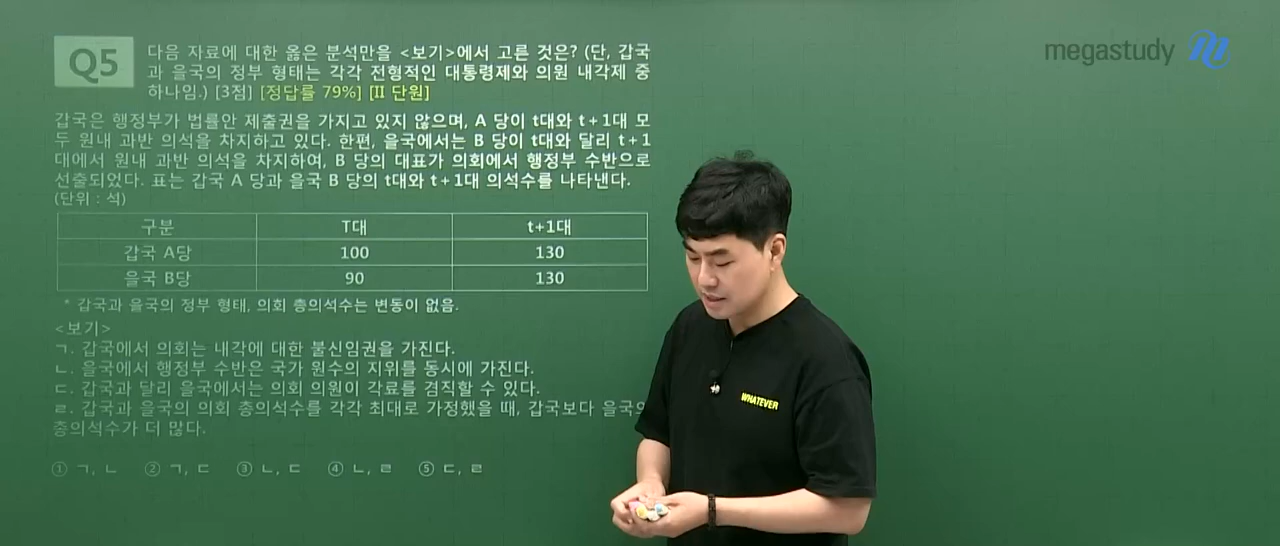 Q5
다음 자료에 대한 옳은 분석만을 <보기>에서 고른 것은? (단, 갑국
과 을국의 정부 형태는 각각 전형적인 대통령제와 의원 내각제 중
하나임.) [3점] [정답률 79%] [II 단원]
megastudy
갑국은 행정부가 법률안 제출권을 가지고 있지 않으며, A 당이 t대와 t+1대 모
두 원내 과반 의석을 차지하고 있다. 한편, 을국에서는 B 당이 t대와 달리 t+1
대에서 원내 과반 의석을 차지하여, B 당의 대표가 의회에서 행정부 수반으로
선출되었다. 표는 갑국 A 당과 을국 B 당의 t대와 t+1대 의석수를 나타낸다.
(단위 : 석)
구분 T대 t+1대
갑국 A당 100 130
을국 B당 90 130
* 갑국과 을국의 정부 형태, 의회 총의석수는 변동이 없음.
<보기>
ㄱ. 갑국에서 의회는 내각에 대한 불신임권을 가진다.
ㄴ. 을국에서 행정부 수반은 국가 원수의 지위를 동시에 가진다.
ㄷ. 갑국과 달리 을국에서는 의회 의원이 각료를 겸직할 수 있다.
ㄹ. 갑국과 을국의 의회 총의석수를 각각 최대로 가정했을 때, 갑국보다 을국의
총의석수가 더 많다.
① ㄱ, ㄴ ② ㄱ, ㄷ ③ ㄴ, ㄷ ④ ㄴ, ㄹ ⑤ ㄷ, ㄹ
WHATEVER